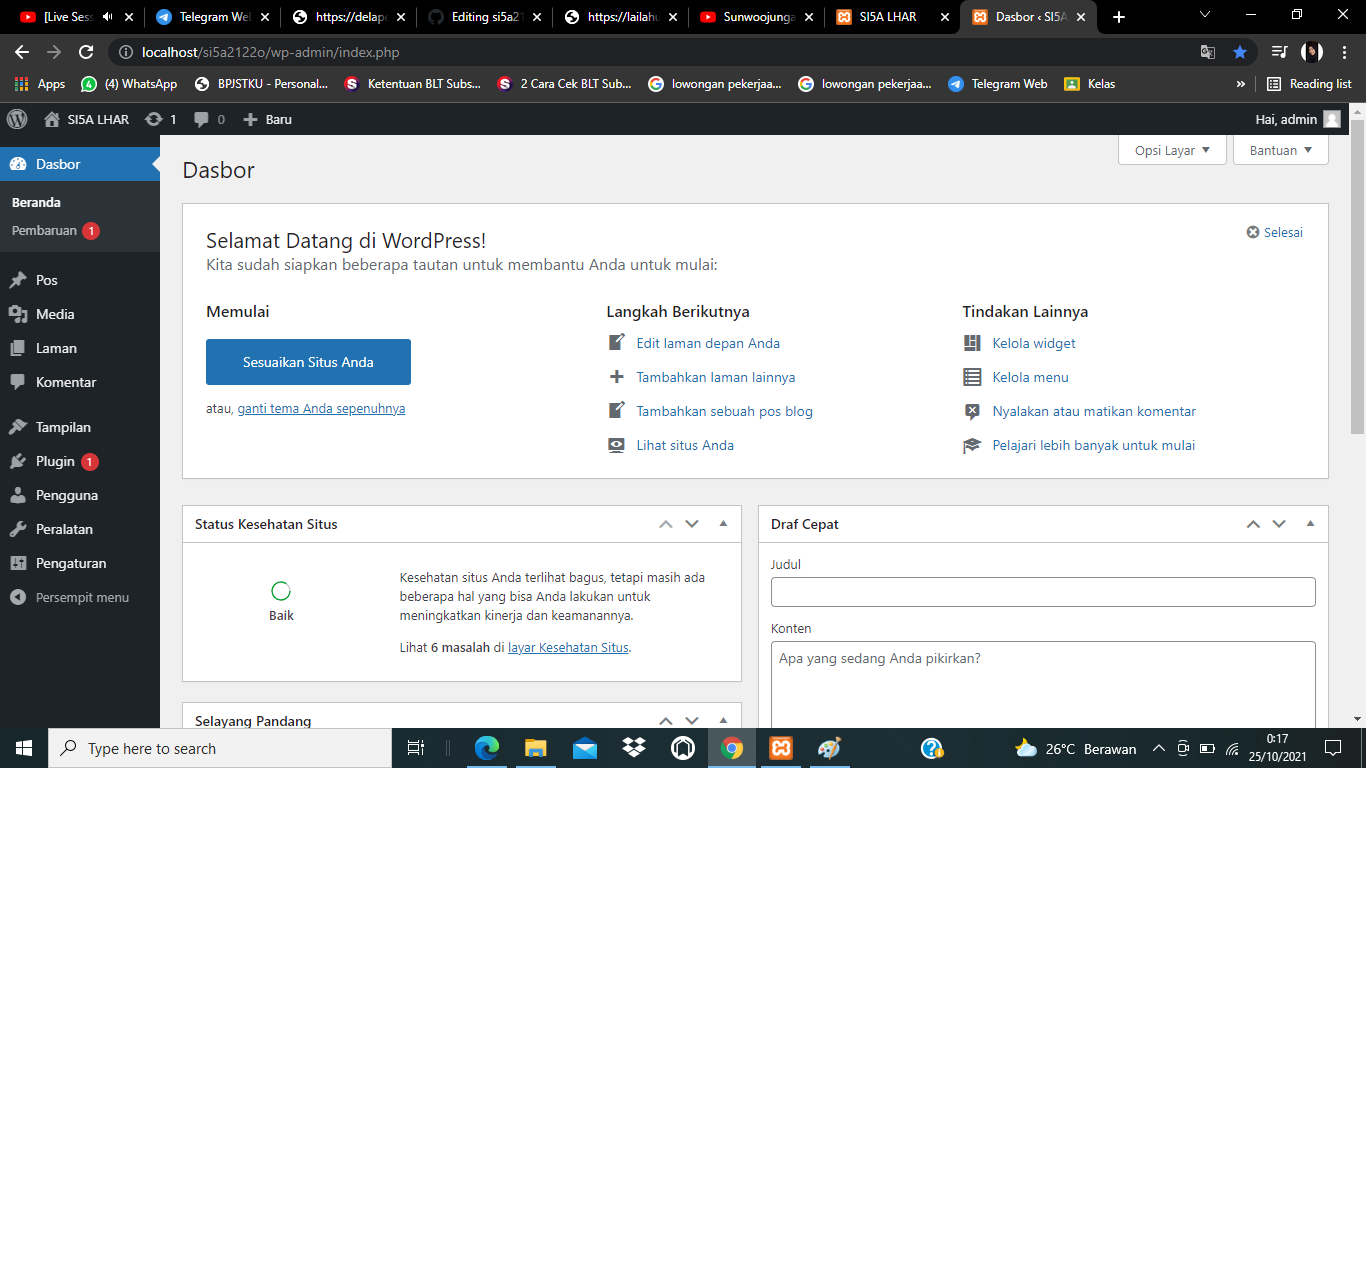 [Live Sess
Telegram Web
https://delape
Editing si5a21
https://lailahu
Sunwoojunga
SI5A LHAR
Dasbor ‹ SI5A
localhost/si5a2122o/wp-admin/index.php
Apps
(4) WhatsApp
BPJSTKU - Personal...
Ketentuan BLT Subs...
2 Cara Cek BLT Sub...
lowongan pekerjaa...
lowongan pekerjaa...
Telegram Web
Kelas
»
Reading list
SI5A LHAR
1
0
Baru
Hai, admin
Dasbor
Beranda
Pembaruan 1
Pos
Media
Laman
Komentar
Tampilan
Plugin 1
Pengguna
Peralatan
Pengaturan
Persempit menu
Opsi Layar
Bantuan
Dasbor
Selamat Datang di WordPress!
Selesai
Kita sudah siapkan beberapa tautan untuk membantu Anda untuk mulai:
Memulai
Sesuaikan Situs Anda
atau, ganti tema Anda sepenuhnya
Langkah Berikutnya
Edit laman depan Anda
Tambahkan laman lainnya
Tambahkan sebuah pos blog
Lihat situs Anda
Tindakan Lainnya
Kelola widget
Kelola menu
Nyalakan atau matikan komentar
Pelajari lebih banyak untuk mulai
Status Kesehatan Situs
Baik
Kesehatan situs Anda terlihat bagus, tetapi masih ada
beberapa hal yang bisa Anda lakukan untuk
meningkatkan kinerja dan keamanannya.
Lihat 6 masalah di layar Kesehatan Situs.
Selayang Pandang
Draf Cepat
Judul
Konten
Apa yang sedang Anda pikirkan?
Type here to search
26°C Berawan
0:17
25/10/2021